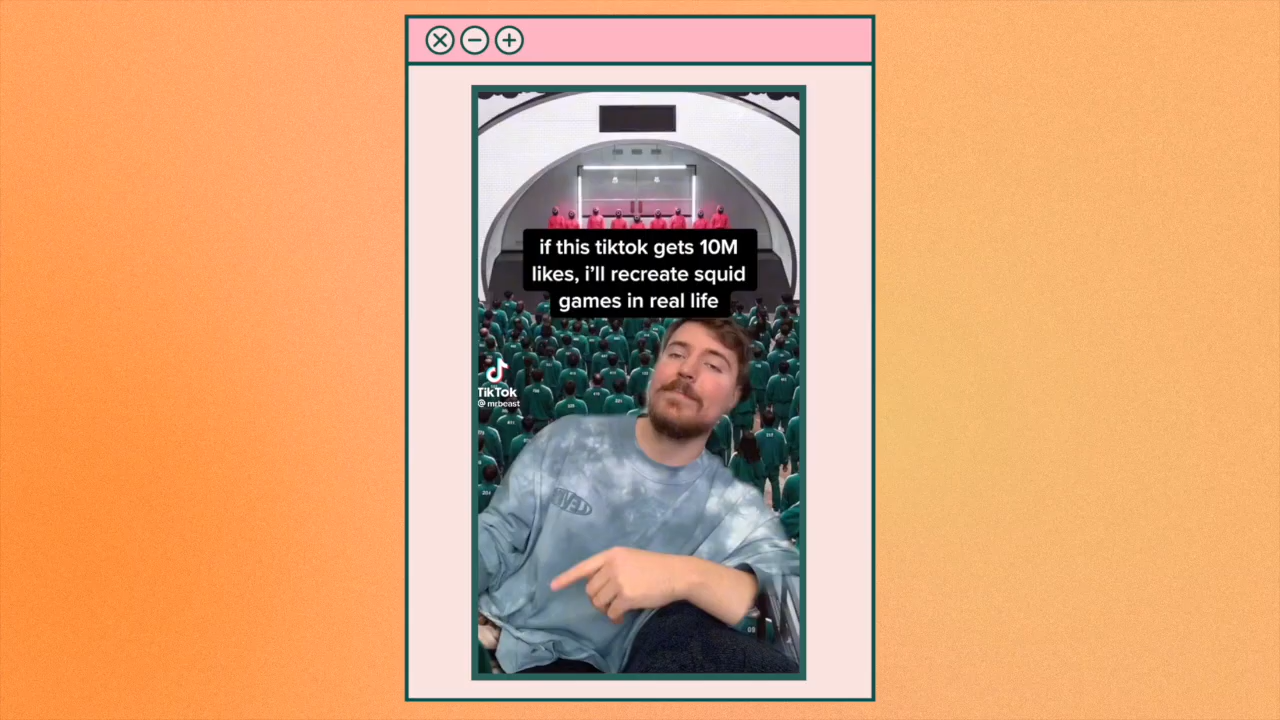 if this tiktok gets 10M
likes, i'll recreate squid
games in real life
TikTok
@ mrbeast